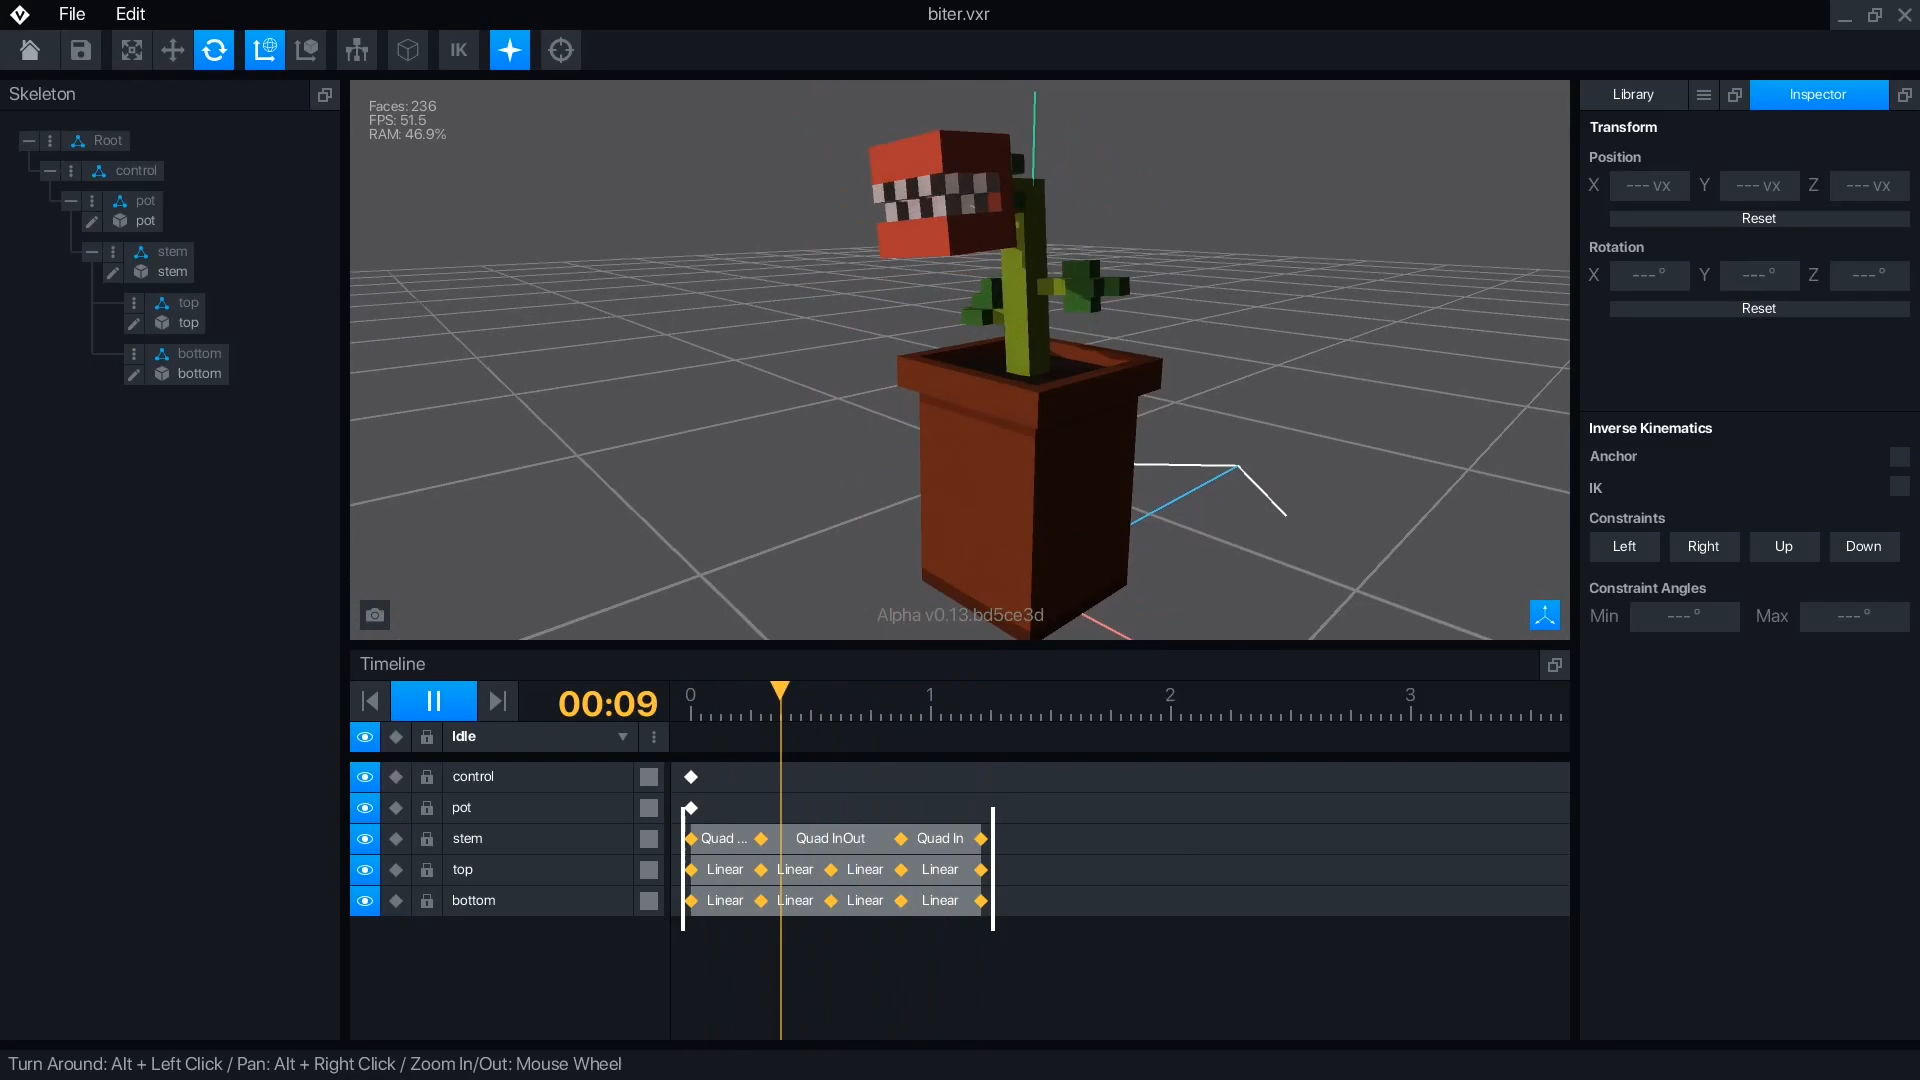 File Edit biter.vxr
IK
Skeleton
Root
control
pot
pot
stem
stem
top
top
bottom
bottom
Faces: 236
FPS: 51.5
RAM: 46.9%
Alpha v0.13.bd5ce3d
Library Inspector
Transform
Position
X --- vx Y --- vx Z --- vx
Reset
Rotation
X --- ° Y --- ° Z --- °
Reset
Inverse Kinematics
Anchor
IK
Constraints
Left Right Up Down
Constraint Angles
Min --- ° Max --- °
Timeline
00:09 0 1 2 3
Idle
control
pot
stem Quad ... Quad InOut Quad In
top Linear Linear Linear Linear
bottom Linear Linear Linear Linear
Turn Around: Alt + Left Click / Pan: Alt + Right Click / Zoom In/Out: Mouse Wheel